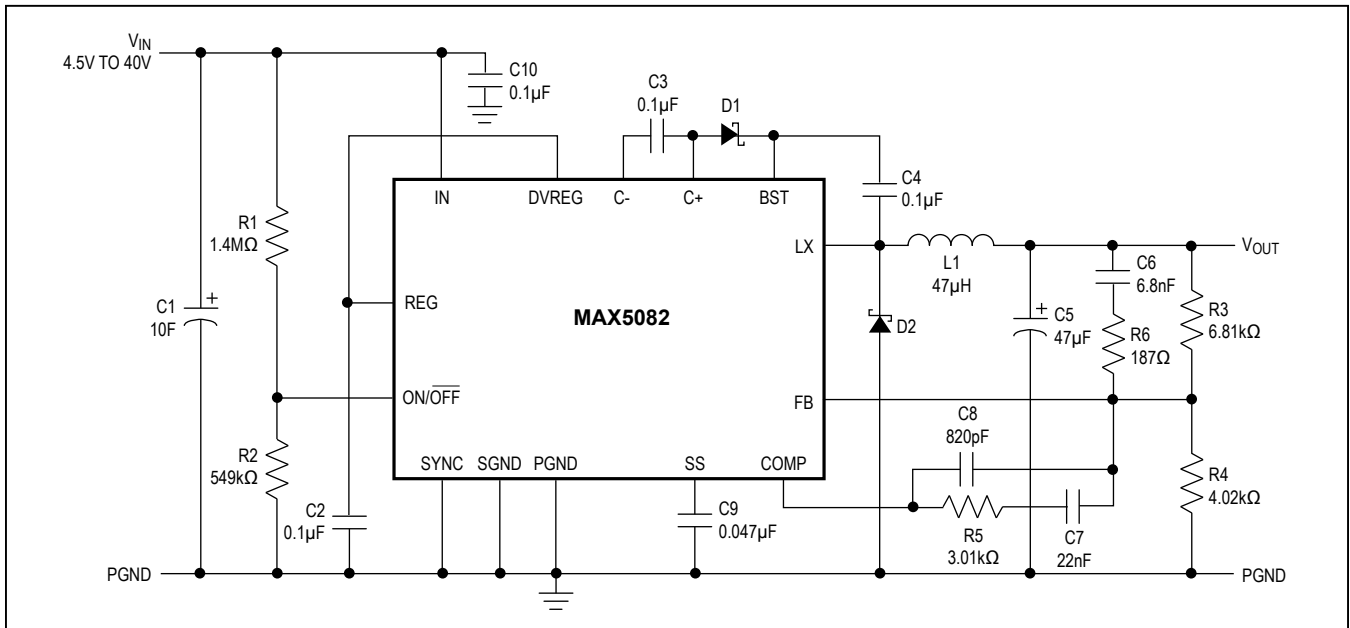 VIN
4.5V TO 40V
C10
0.1µF
C3
0.1µF
D1
IN
DVREG
C-
C+
BST
C4
0.1µF
R1
1.4MΩ
LX
VOUT
L1
47µH
C6
6.8nF
C1
10F
+
REG
MAX5082
D2
+
C5
47µF
R6
187Ω
R3
6.81kΩ
ON/OFF
FB
C8
820pF
R2
549kΩ
SYNC
SGND
PGND
SS
COMP
R4
4.02kΩ
C2
0.1µF
C9
0.047µF
R5
3.01kΩ
C7
22nF
PGND
PGND